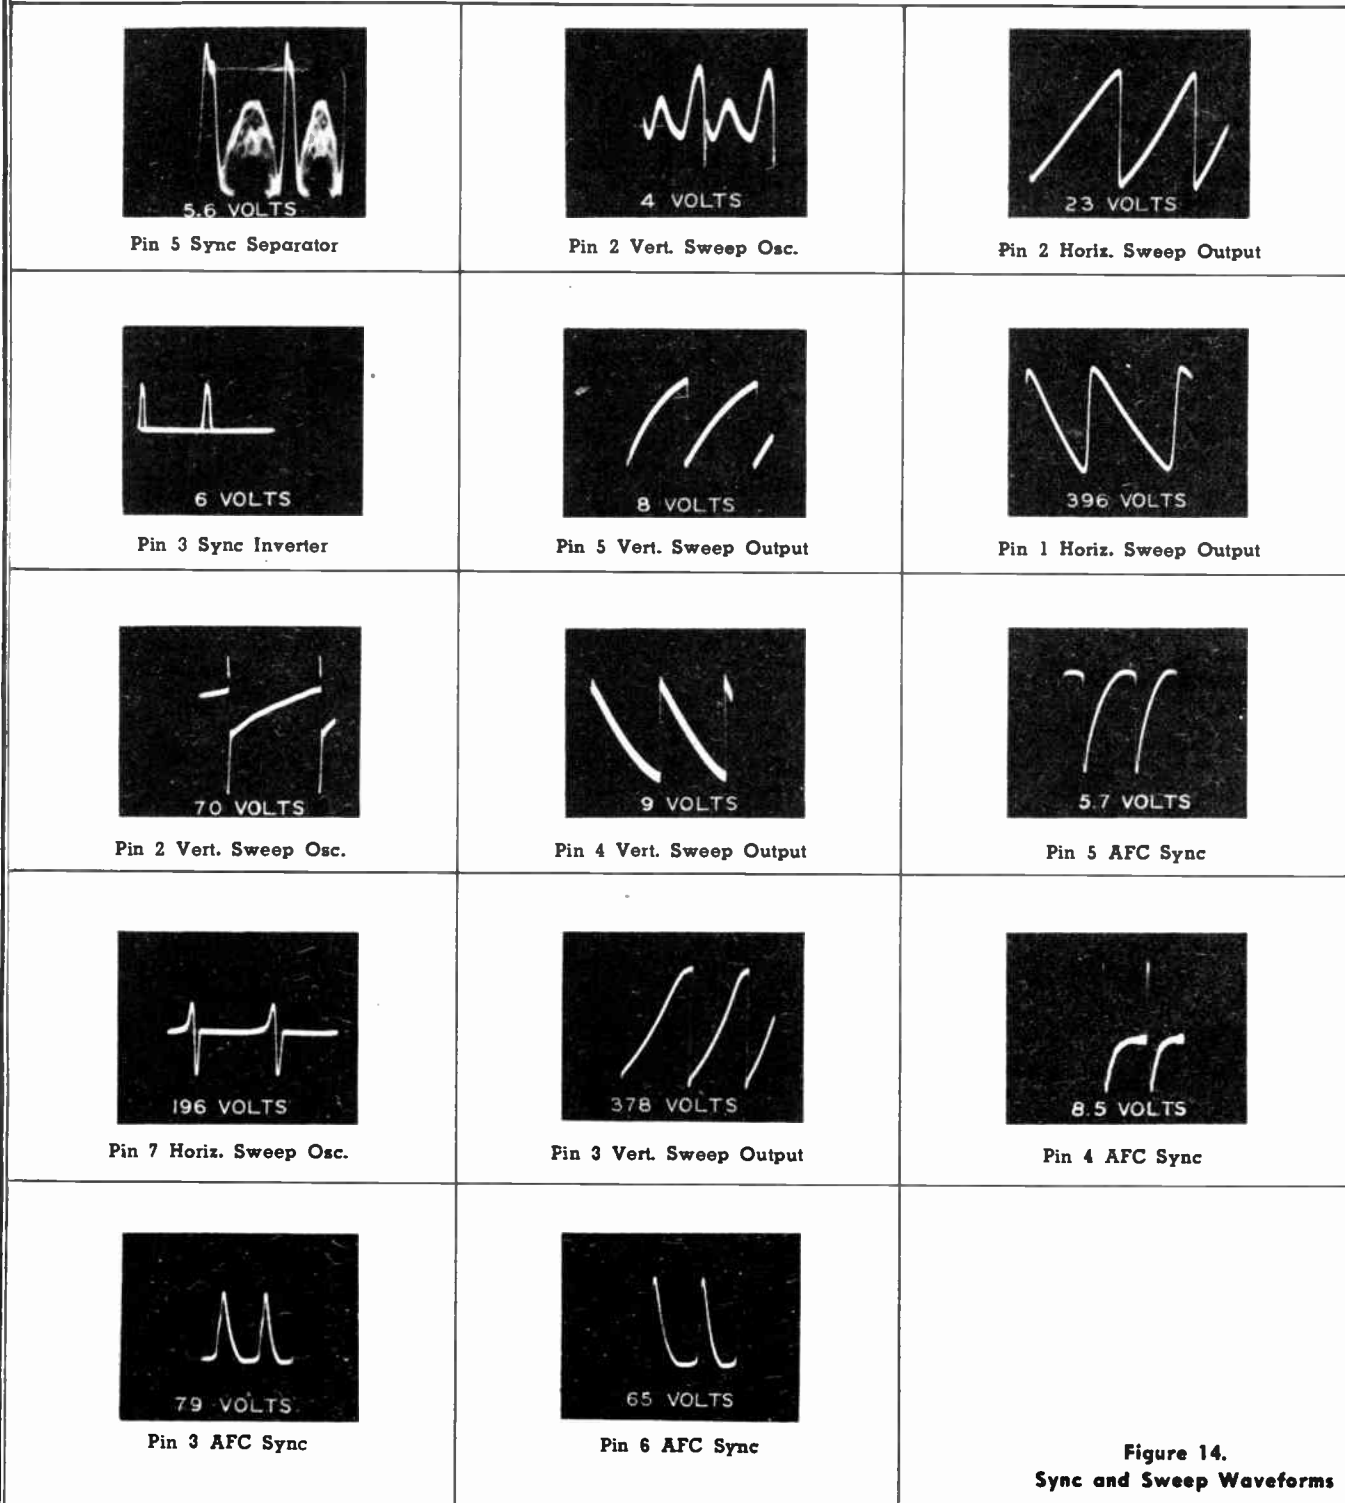 5.6 VOLTS
Pin 5 Sync Separator
4 VOLTS
Pin 2 Vert. Sweep Osc.
23 VOLTS
Pin 2 Horiz. Sweep Output
6 VOLTS
Pin 3 Sync Inverter
8 VOLTS
Pin 5 Vert. Sweep Output
396 VOLTS
Pin 1 Horiz. Sweep Output
70 VOLTS
Pin 2 Vert. Sweep Osc.
9 VOLTS
Pin 4 Vert. Sweep Output
5.7 VOLTS
Pin 5 AFC Sync
196 VOLTS
Pin 7 Horiz. Sweep Osc.
378 VOLTS
Pin 3 Vert. Sweep Output
8.5 VOLTS
Pin 4 AFC Sync
79 VOLTS
Pin 3 AFC Sync
65 VOLTS
Pin 6 AFC Sync
Figure 14.
Sync and Sweep Waveforms